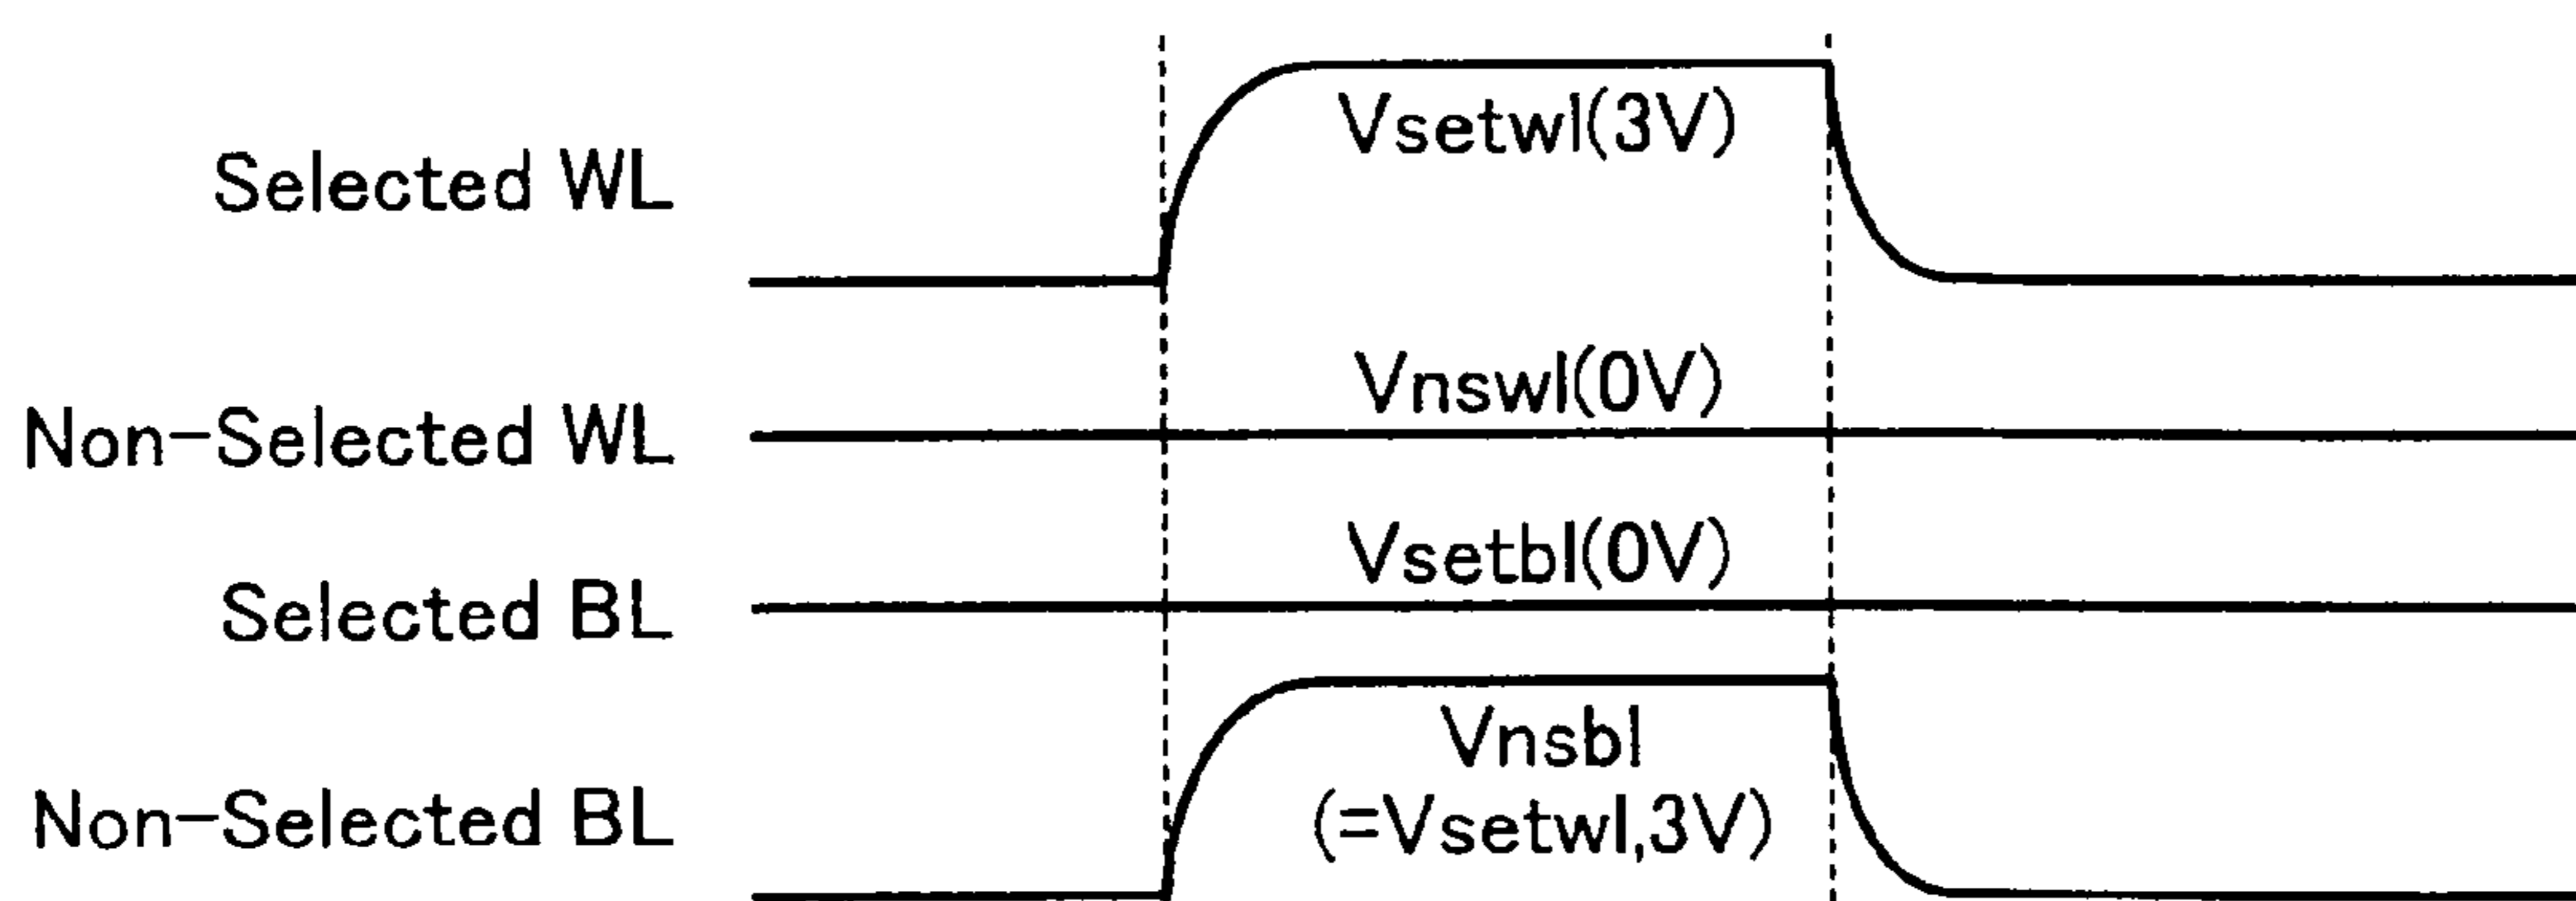 Selected WL
Vsetwl(3V)
Non-Selected WL
Vnswl(0V)
Selected BL
Vsetbl(0V)
Non-Selected BL
Vnsbl
(=Vsetwl,3V)